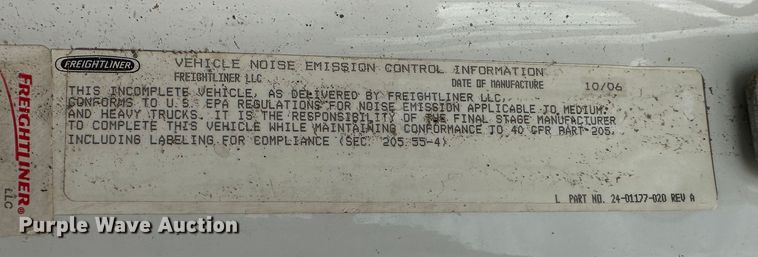 FREIGHTLINER
VEHICLE NOISE EMISSION CONTROL INFORMATION
FREIGHTLINER LLC
DATE OF MANUFACTURE 10/06
THIS INCOMPLETE VEHICLE, AS DELIVERED BY FREIGHTLINER LLC,
CONFORMS TO U.S. EPA REGULATIONS FOR NOISE EMISSION APPLICABLE TO MEDIUM
AND HEAVY TRUCKS. IT IS THE RESPONSIBILITY OF THE FINAL STAGE MANUFACTURER
TO COMPLETE THIS VEHICLE WHILE MAINTAINING CONFORMANCE TO 40 CFR PART 205,
INCLUDING LABELING FOR COMPLIANCE (SEC. 205.55-4)
L PART NO. 24-01177-020 REV A
FREIGHTLINER®
LLC
Purple Wave Auction